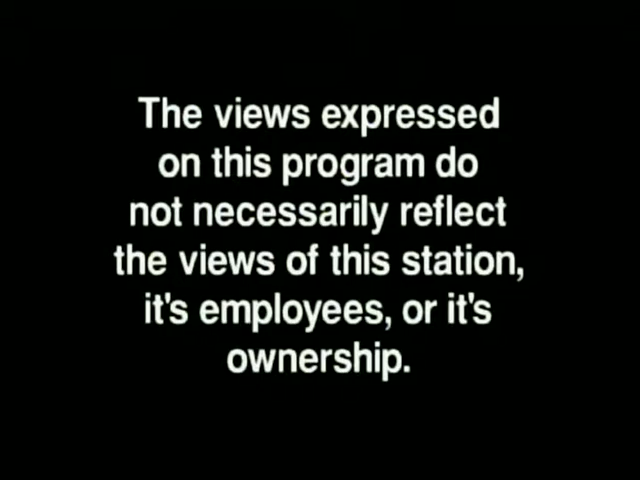 The views expressed
on this program do
not necessarily reflect
the views of this station,
it's employees, or it's
ownership.